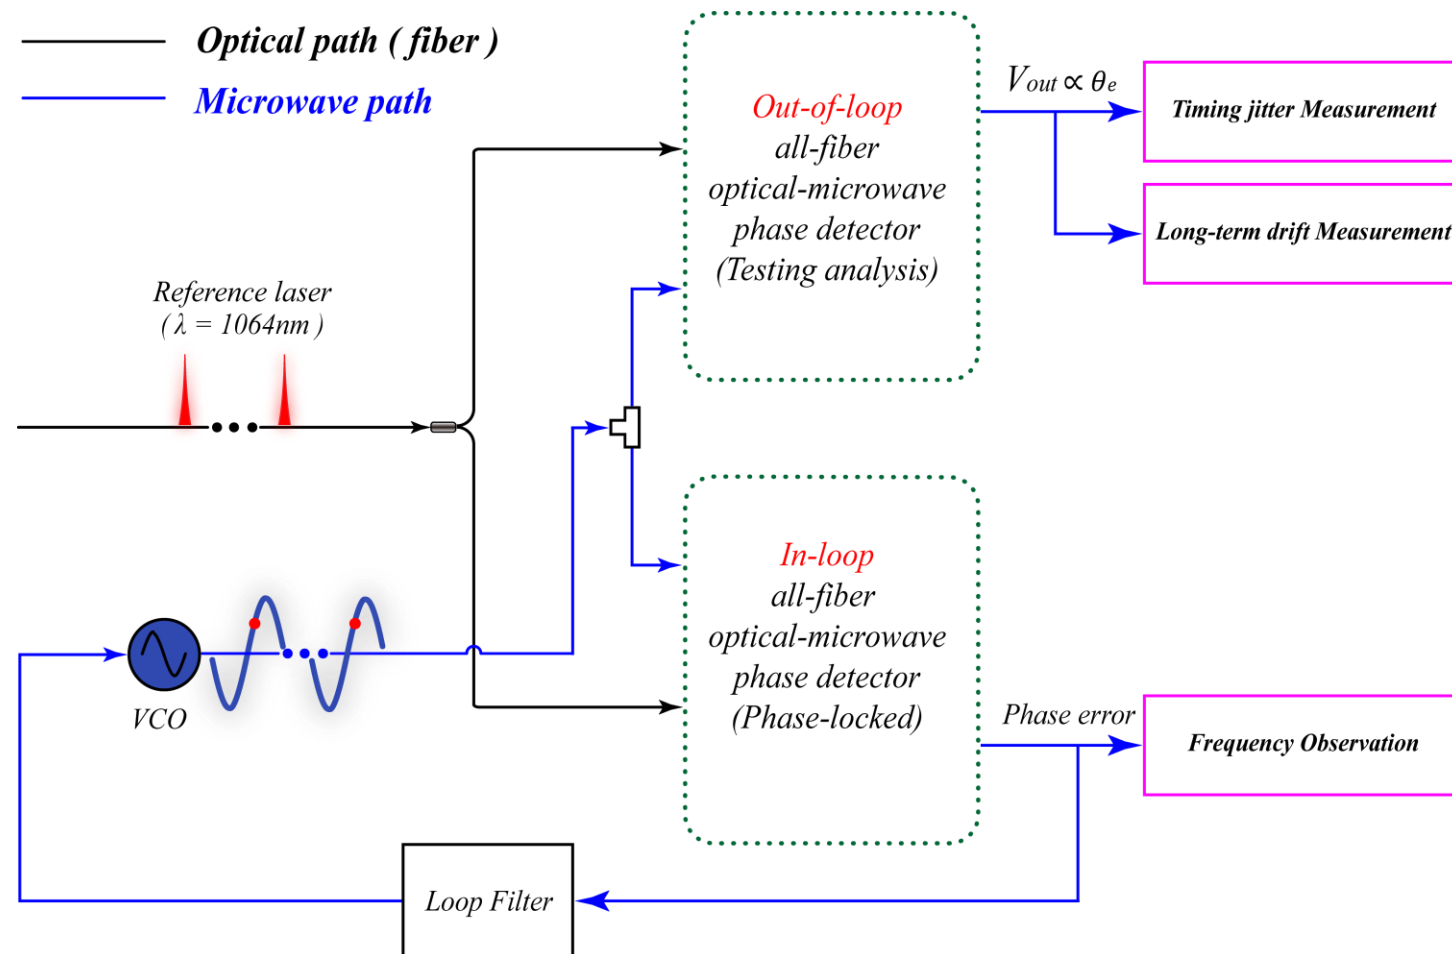 Optical path ( fiber )
Microwave path
Out-of-loop
all-fiber
optical-microwave
phase detector
(Testing analysis)
Vout ∝ θe
Timing jitter Measurement
Long-term drift Measurement
Reference laser
( λ = 1064nm )
In-loop
all-fiber
optical-microwave
phase detector
(Phase-locked)
VCO
Phase error
Frequency Observation
Loop Filter